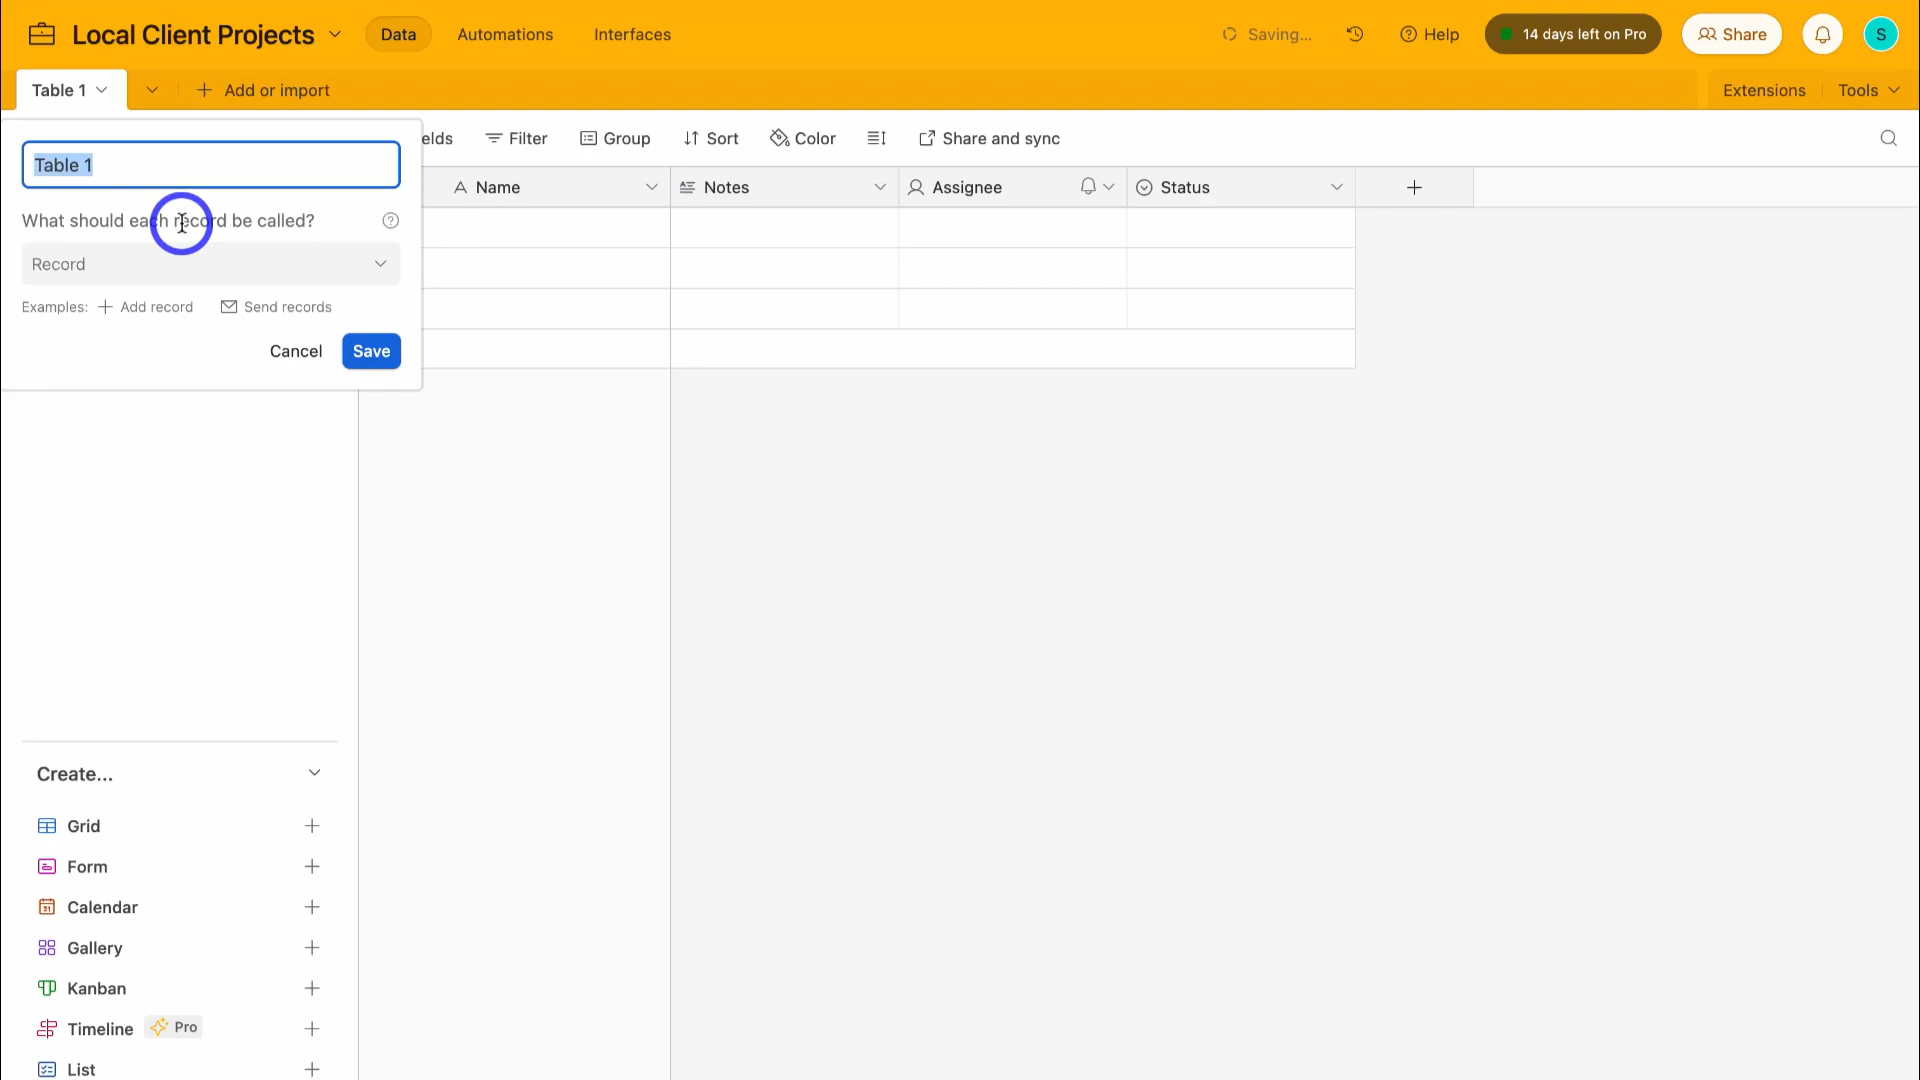 Local Client Projects
Data
Automations
Interfaces
Saving...
Help
14 days left on Pro
Share
S
Table 1
Add or import
Extensions
Tools
elds
Filter
Group
Sort
Color
Share and sync
Table 1
What should each record be called?
Record
Examples: + Add record Send records
Cancel
Save
Name
Notes
Assignee
Status
Create...
Grid
Form
Calendar
Gallery
Kanban
Timeline Pro
List